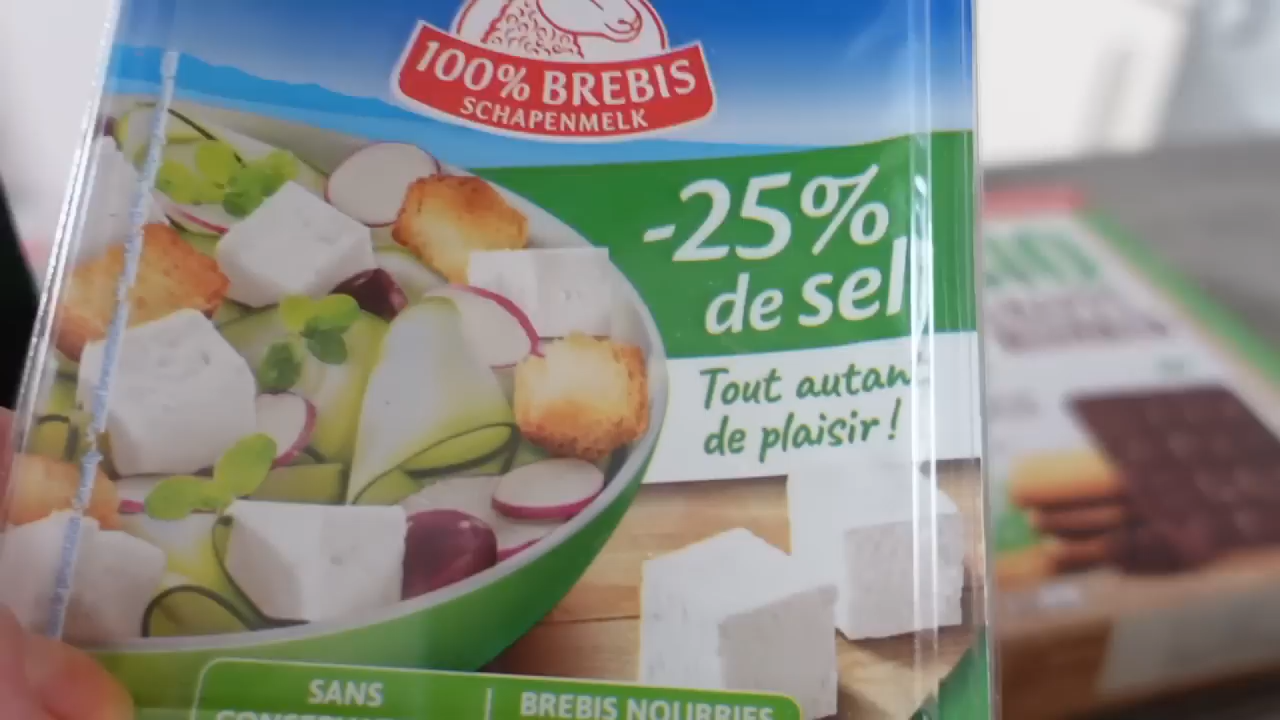 100% BREBIS
SCHAPENMELK
-25%
de sel
Tout autan
de plaisir !
SANS
BREBIS NOURRIES